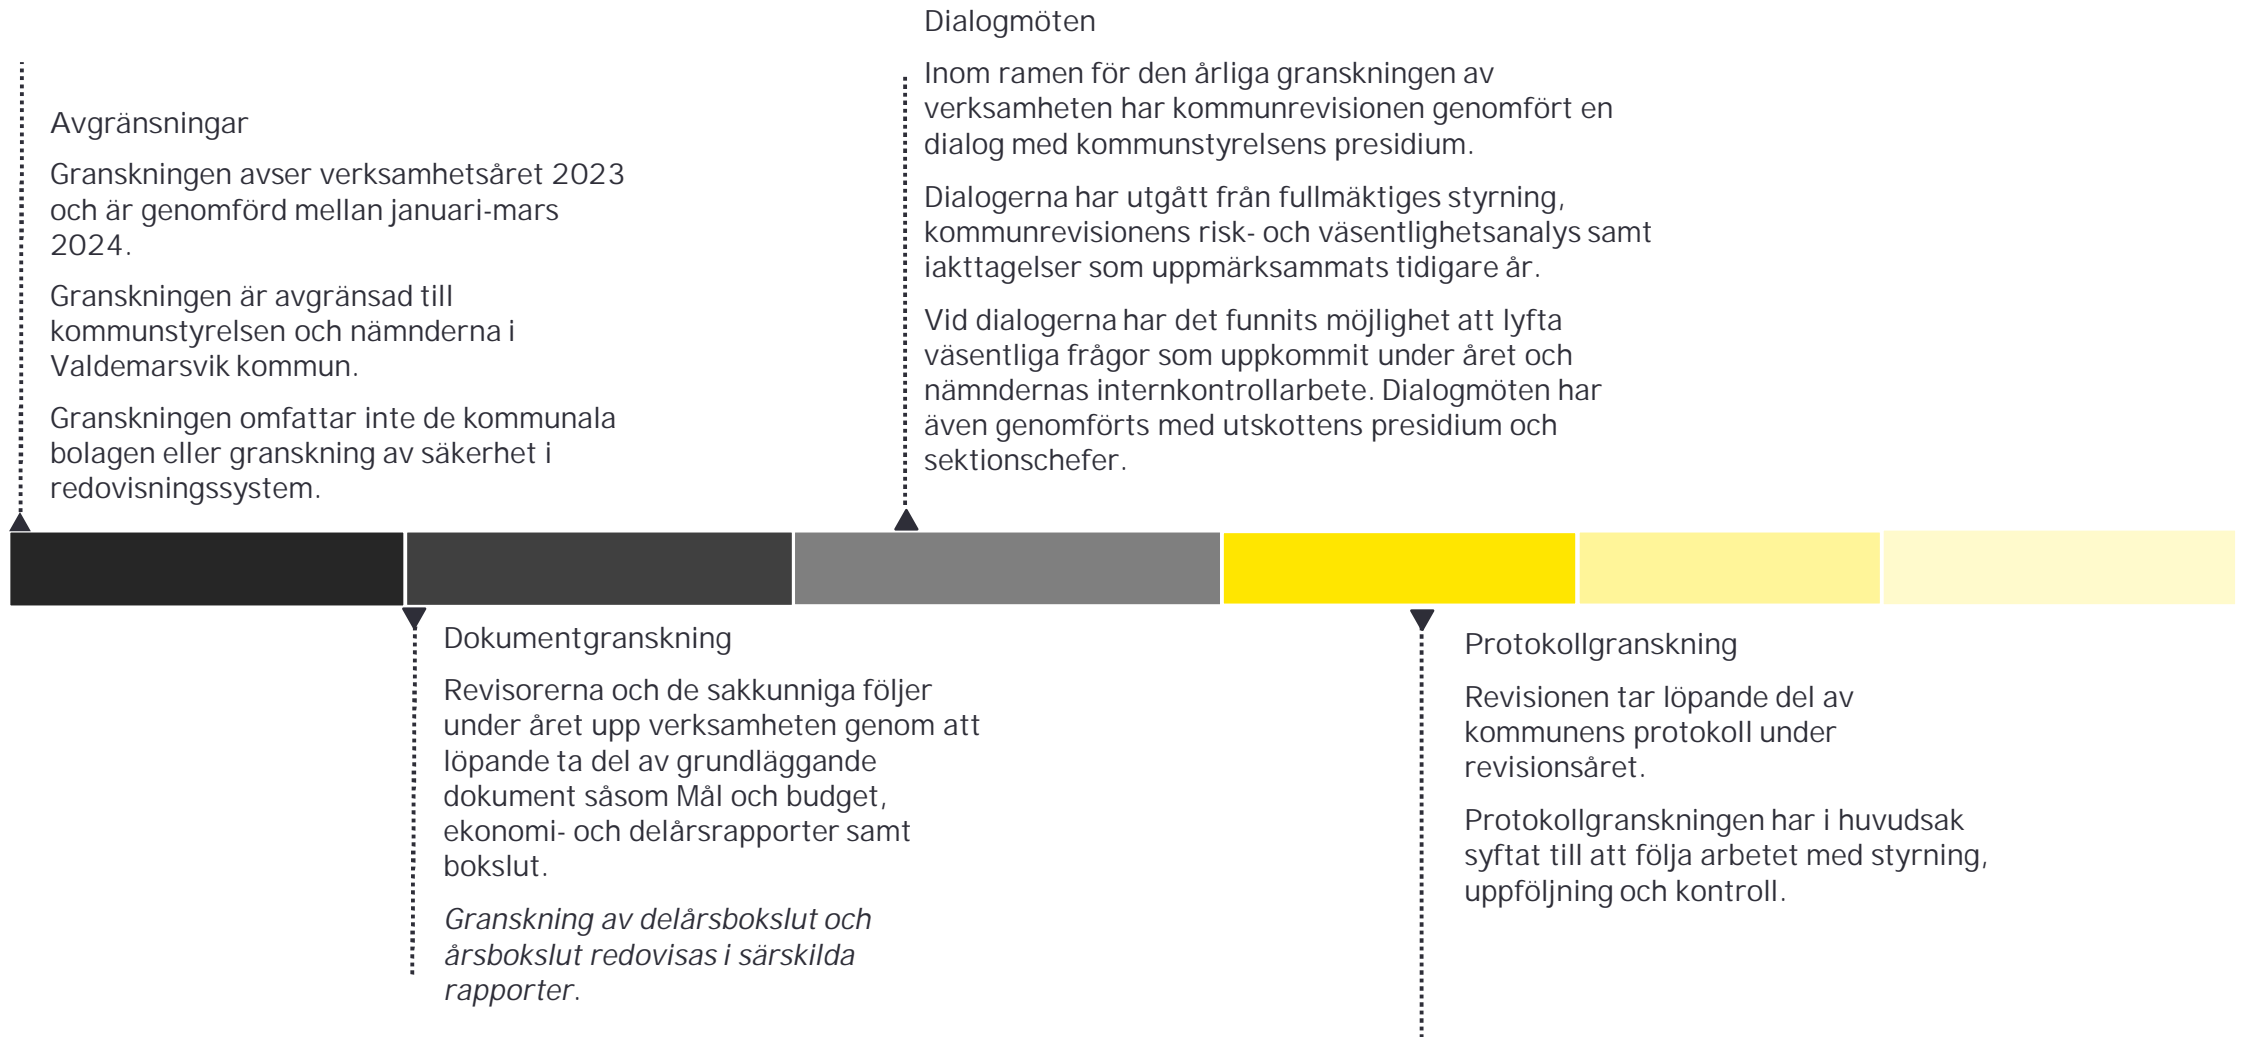 Avgränsningar
Granskningen avser verksamhetsåret 2023
och är genomförd mellan januari-mars
2024.
Granskningen är avgränsad till
kommunstyrelsen och nämnderna i
Valdemarsvik kommun.
Granskningen omfattar inte de kommunala
bolagen eller granskning av säkerhet i
redovisningssystem.
Dokumentgranskning
Revisorerna och de sakkunniga följer
under året upp verksamheten genom att
löpande ta del av grundläggande
dokument såsom Mål och budget,
ekonomi- och delårsrapporter samt
bokslut.
Granskning av delårsbokslut och
årsbokslut redovisas i särskilda
rapporter.
Dialogmöten
Inom ramen för den årliga granskningen av
verksamheten har kommunrevisionen genomfört en
dialog med kommunstyrelsens presidium.
Dialogerna har utgått från fullmäktiges styrning,
kommunrevisionens risk- och väsentlighetsanalys samt
iakttagelser som uppmärksammats tidigare år.
Vid dialogerna har det funnits möjlighet att lyfta
väsentliga frågor som uppkommit under året och
nämndernas internkontrollarbete. Dialogmöten har
även genomförts med utskottens presidium och
sektionschefer.
Protokollgranskning
Revisionen tar löpande del av
kommunens protokoll under
revisionsåret.
Protokollgranskningen har i huvudsak
syftat till att följa arbetet med styrning,
uppföljning och kontroll.